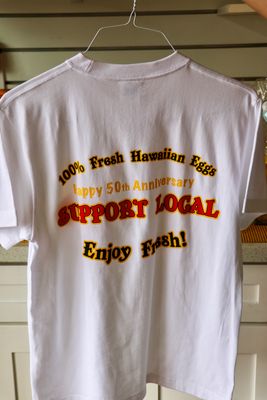 100% Fresh Hawaiian Eggs
Happy 50th Anniversary
SUPPORT LOCAL
Enjoy Fresh!